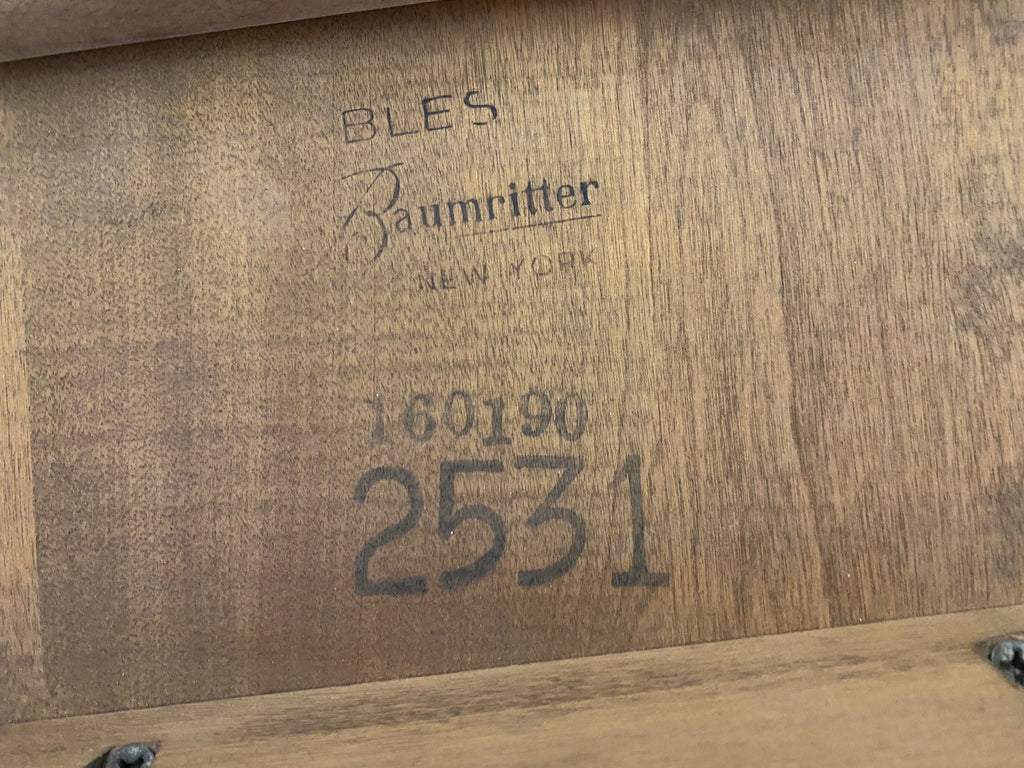 BLES
Baumritter
NEW YORK
160190
2531